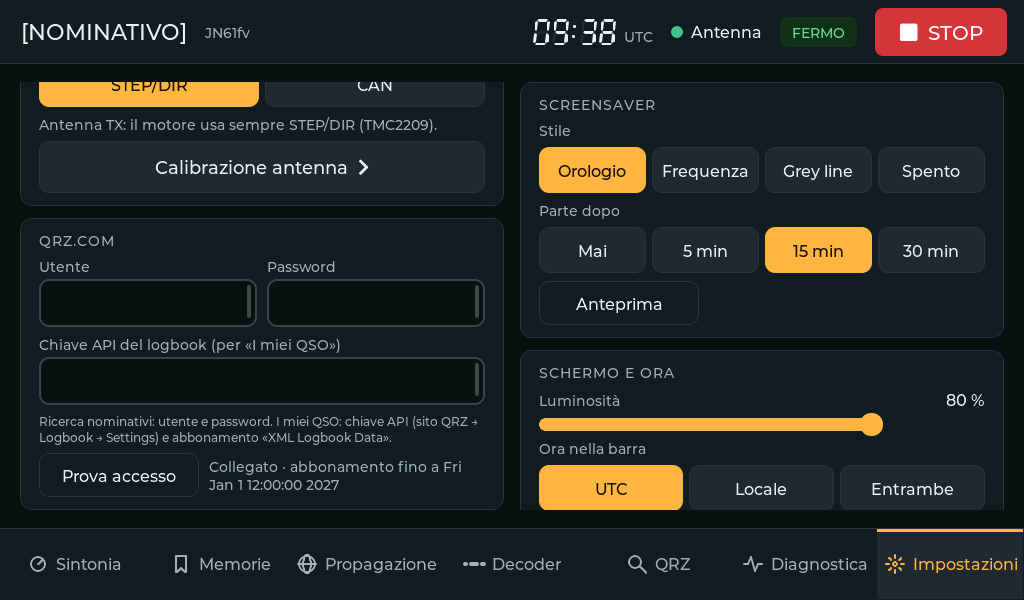 [NOMINATIVO] JN61fv 09:38 UTC Antenna FERMO STOP
STEP/DIR CAN
Antenna TX: il motore usa sempre STEP/DIR (TMC2209).
Calibrazione antenna
QRZ.COM
Utente Password
Chiave API del logbook (per «I miei QSO»)
Ricerca nominativi: utente e password. I miei QSO: chiave API (sito QRZ →
Logbook → Settings) e abbonamento «XML Logbook Data».
Prova accesso
Collegato · abbonamento fino a Fri
Jan 1 12:00:00 2027
SCREENSAVER
Stile
Orologio Frequenza Grey line Spento
Parte dopo
Mai 5 min 15 min 30 min
Anteprima
SCHERMO E ORA
Luminosità 80 %
Ora nella barra
UTC Locale Entrambe
Sintonia Memorie Propagazione Decoder QRZ Diagnostica Impostazioni